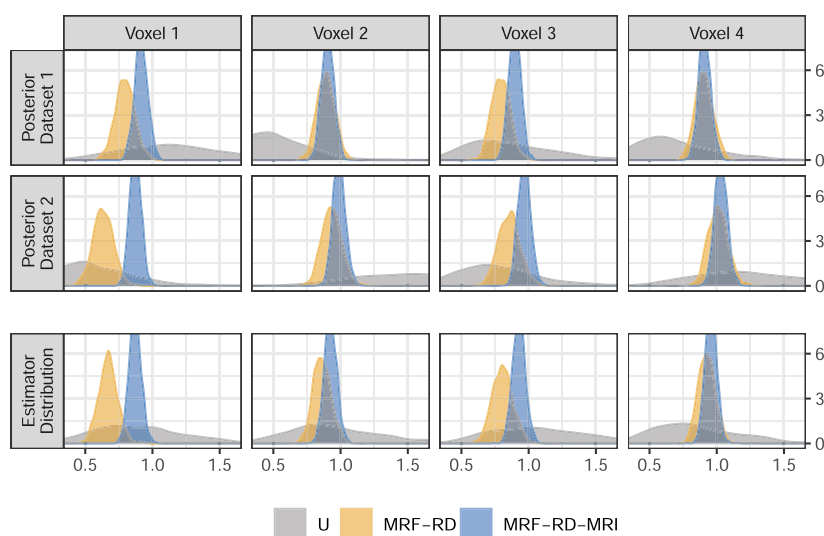 Voxel 1 Voxel 2 Voxel 3 Voxel 4
Posterior
Dataset 1
6
3
0
Posterior
Dataset 2
6
3
0
Estimator
Distribution
6
3
0
0.5 1.0 1.5 0.5 1.0 1.5 0.5 1.0 1.5 0.5 1.0 1.5
U MRF−RD MRF−RD−MRI